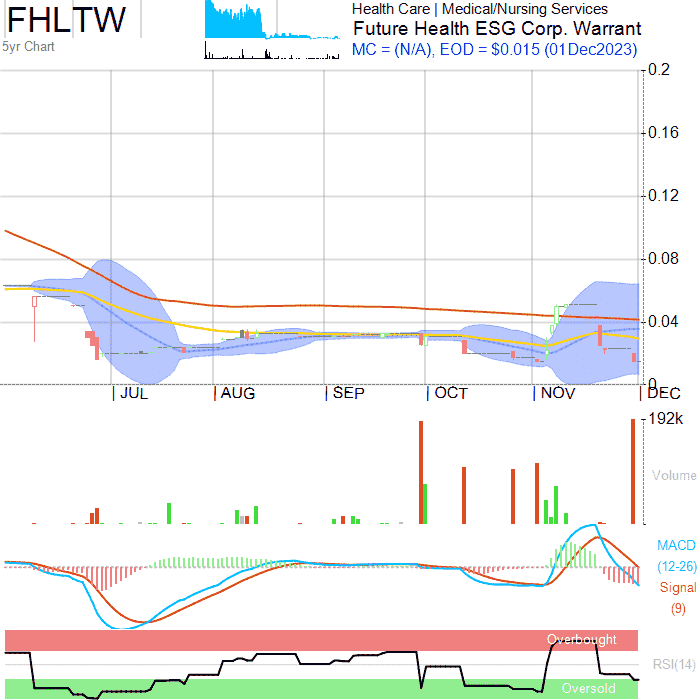 FHLTW
5yr Chart
Health Care | Medical/Nursing Services
Future Health ESG Corp. Warrant
MC = (N/A), EOD = $0.015 (01Dec2023)
0.2
0.16
0.12
0.08
0.04
0
JUL AUG SEP OCT NOV DEC
192k
Volume
MACD
(12-26)
Signal
(9)
Overbought
RSI(14)
Oversold